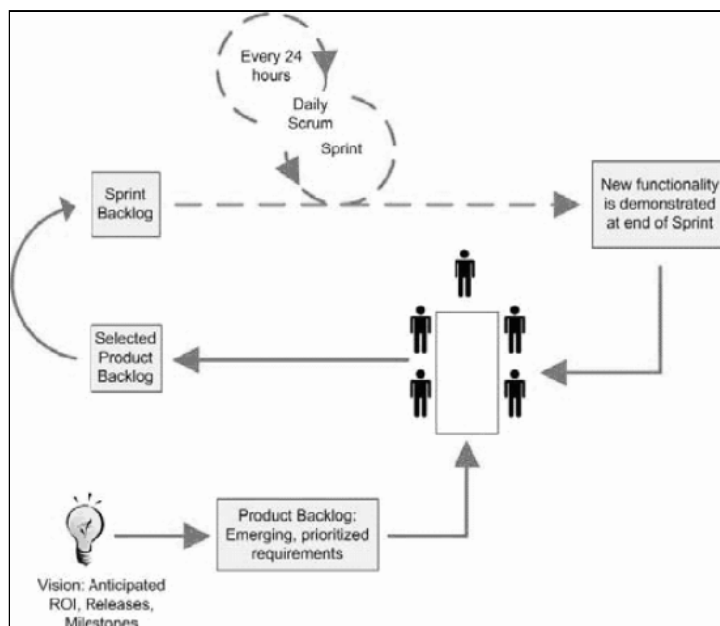 Every 24
hours
Daily
Scrum
Sprint
Sprint
Backlog
New functionality
is demonstrated
at end of Sprint
Selected
Product
Backlog
Product Backlog:
Emerging, prioritized
requirements
Vision: Anticipated
ROI, Releases,
Milestones